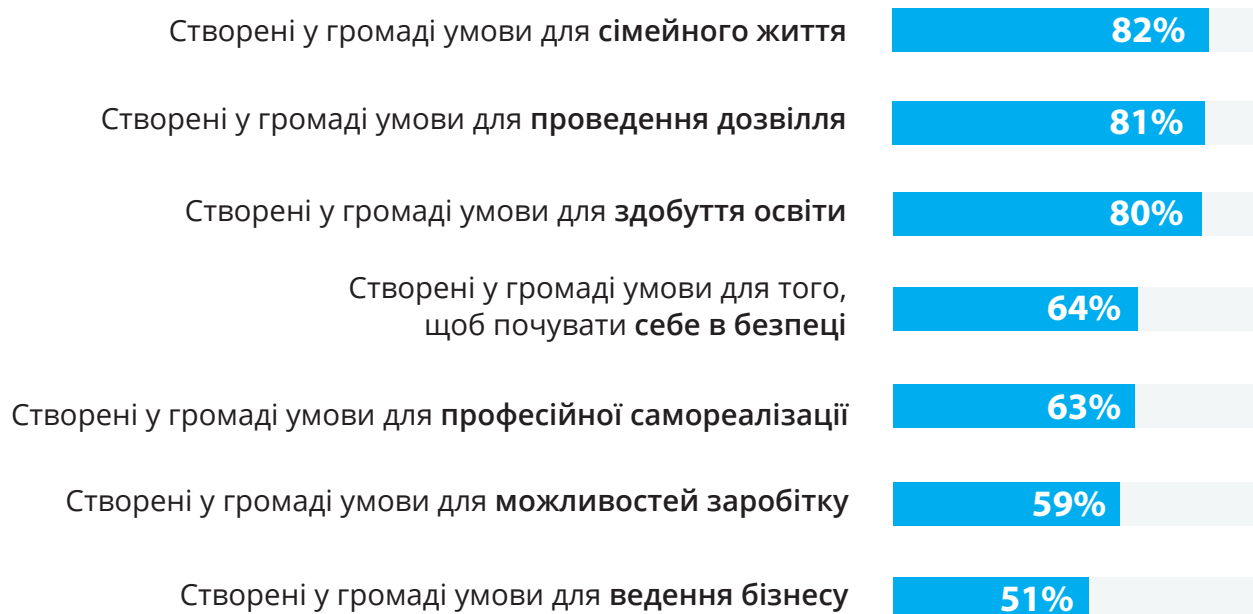 Створені у громаді умови для сімейного життя 82%
Створені у громаді умови для проведення дозвілля 81%
Створені у громаді умови для здобуття освіти 80%
Створені у громаді умови для того,
щоб почувати себе в безпеці 64%
Створені у громаді умови для професійної самореалізації 63%
Створені у громаді умови для можливостей заробітку 59%
Створені у громаді умови для ведення бізнесу 51%